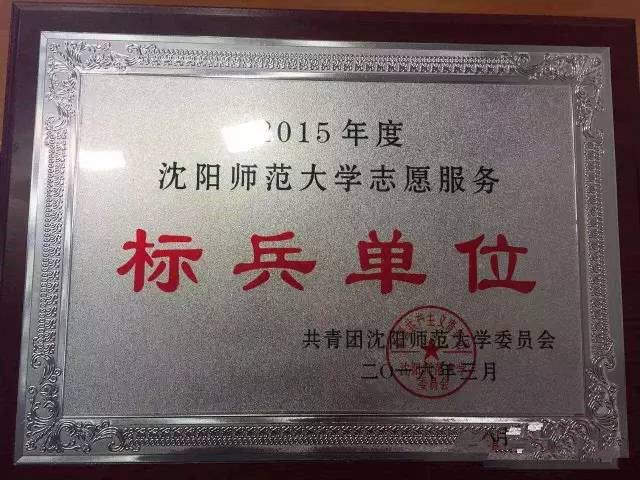 2015年度
沈阳师范大学志愿服务
标兵单位
共青团沈阳师范大学委员会
二〇一六年三月